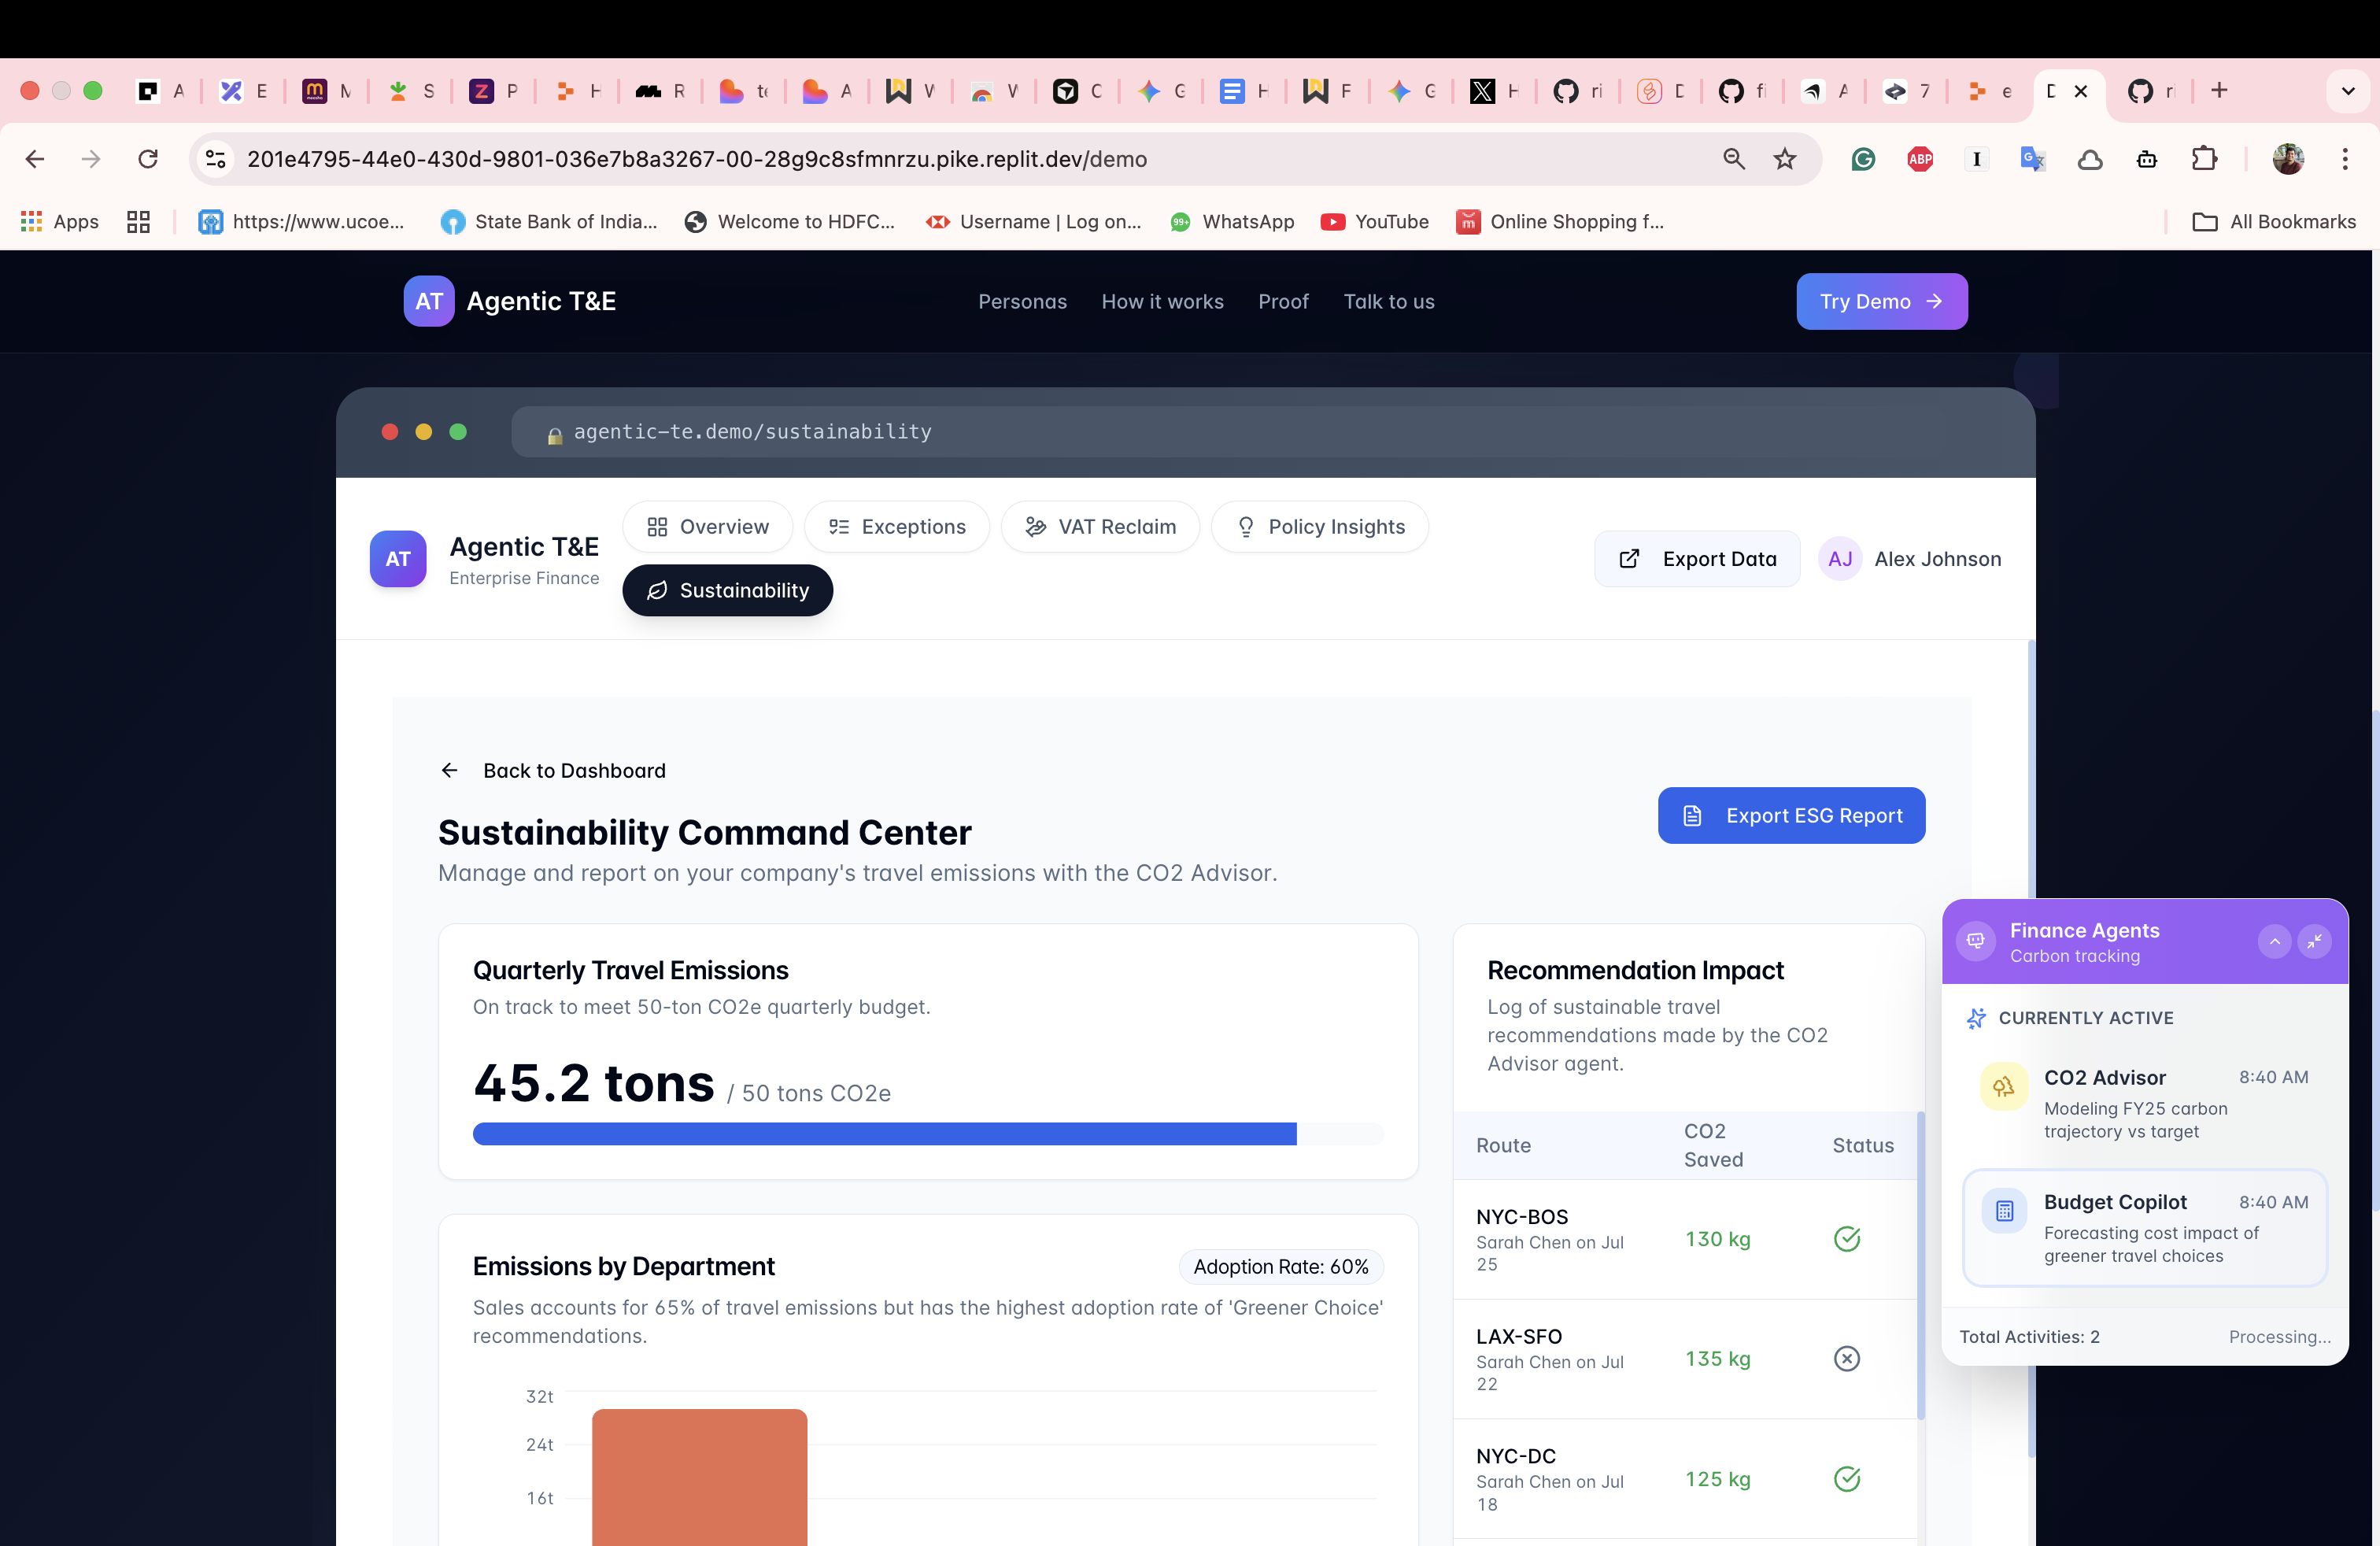 A
E
M
S
P
H
R
te
A
W
W
C
G
H
F
G
H
ri
D
fi
A
7
e
D
ri
201e4795-44e0-430d-9801-036e7b8a3267-00-28g9c8sfmnrzu.pike.replit.dev/demo
ABP
Apps
https://www.ucoe...
State Bank of India...
Welcome to HDFC...
Username | Log on...
99+
WhatsApp
YouTube
Online Shopping f...
All Bookmarks
AT
Agentic T&E
Personas
How it works
Proof
Talk to us
Try Demo
agentic-te.demo/sustainability
AT
Agentic T&E
Enterprise Finance
Overview
Exceptions
VAT Reclaim
Policy Insights
Sustainability
Export Data
AJ
Alex Johnson
Back to Dashboard
Sustainability Command Center
Manage and report on your company's travel emissions with the CO2 Advisor.
Export ESG Report
Quarterly Travel Emissions
On track to meet 50-ton CO2e quarterly budget.
45.2 tons / 50 tons CO2e
Emissions by Department
Adoption Rate: 60%
Sales accounts for 65% of travel emissions but has the highest adoption rate of 'Greener Choice'
recommendations.
32t
24t
16t
Recommendation Impact
Log of sustainable travel
recommendations made by the CO2
Advisor agent.
Route
CO2
Saved
Status
NYC-BOS
Sarah Chen on Jul
25
130 kg
LAX-SFO
Sarah Chen on Jul
22
135 kg
NYC-DC
Sarah Chen on Jul
18
125 kg
Finance Agents
Carbon tracking
CURRENTLY ACTIVE
CO2 Advisor
8:40 AM
Modeling FY25 carbon
trajectory vs target
Budget Copilot
8:40 AM
Forecasting cost impact of
greener travel choices
Total Activities: 2
Processing...